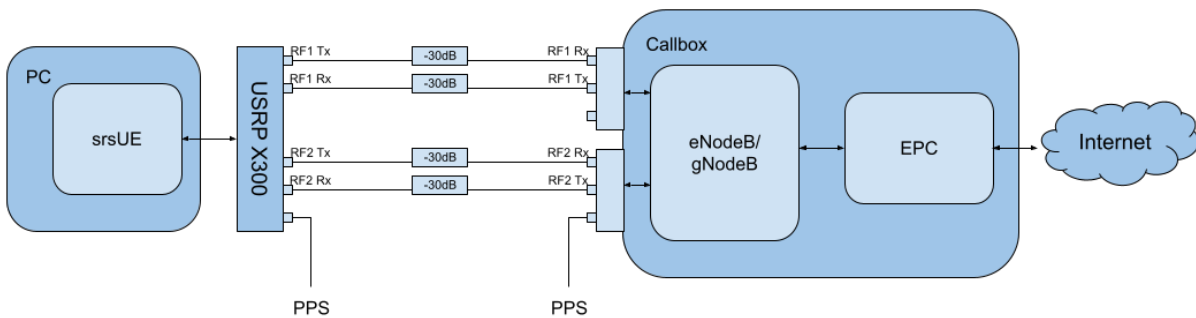 PC
srsUE
USRP X300
RF1 Tx
-30dB
RF1 Rx
RF1 Rx
-30dB
RF1 Tx
RF2 Tx
-30dB
RF2 Rx
RF2 Rx
-30dB
RF2 Tx
PPS
PPS
Callbox
eNodeB/
gNodeB
EPC
Internet